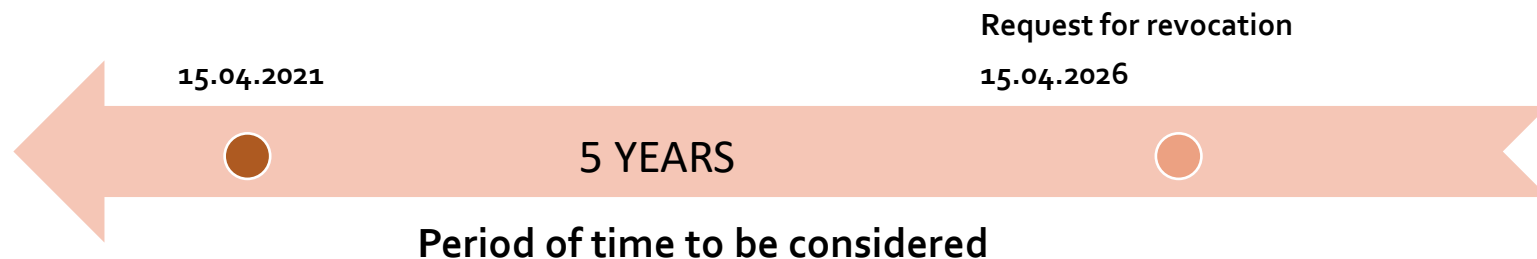 Request for revocation
15.04.2021
15.04.2026
5 YEARS
Period of time to be considered